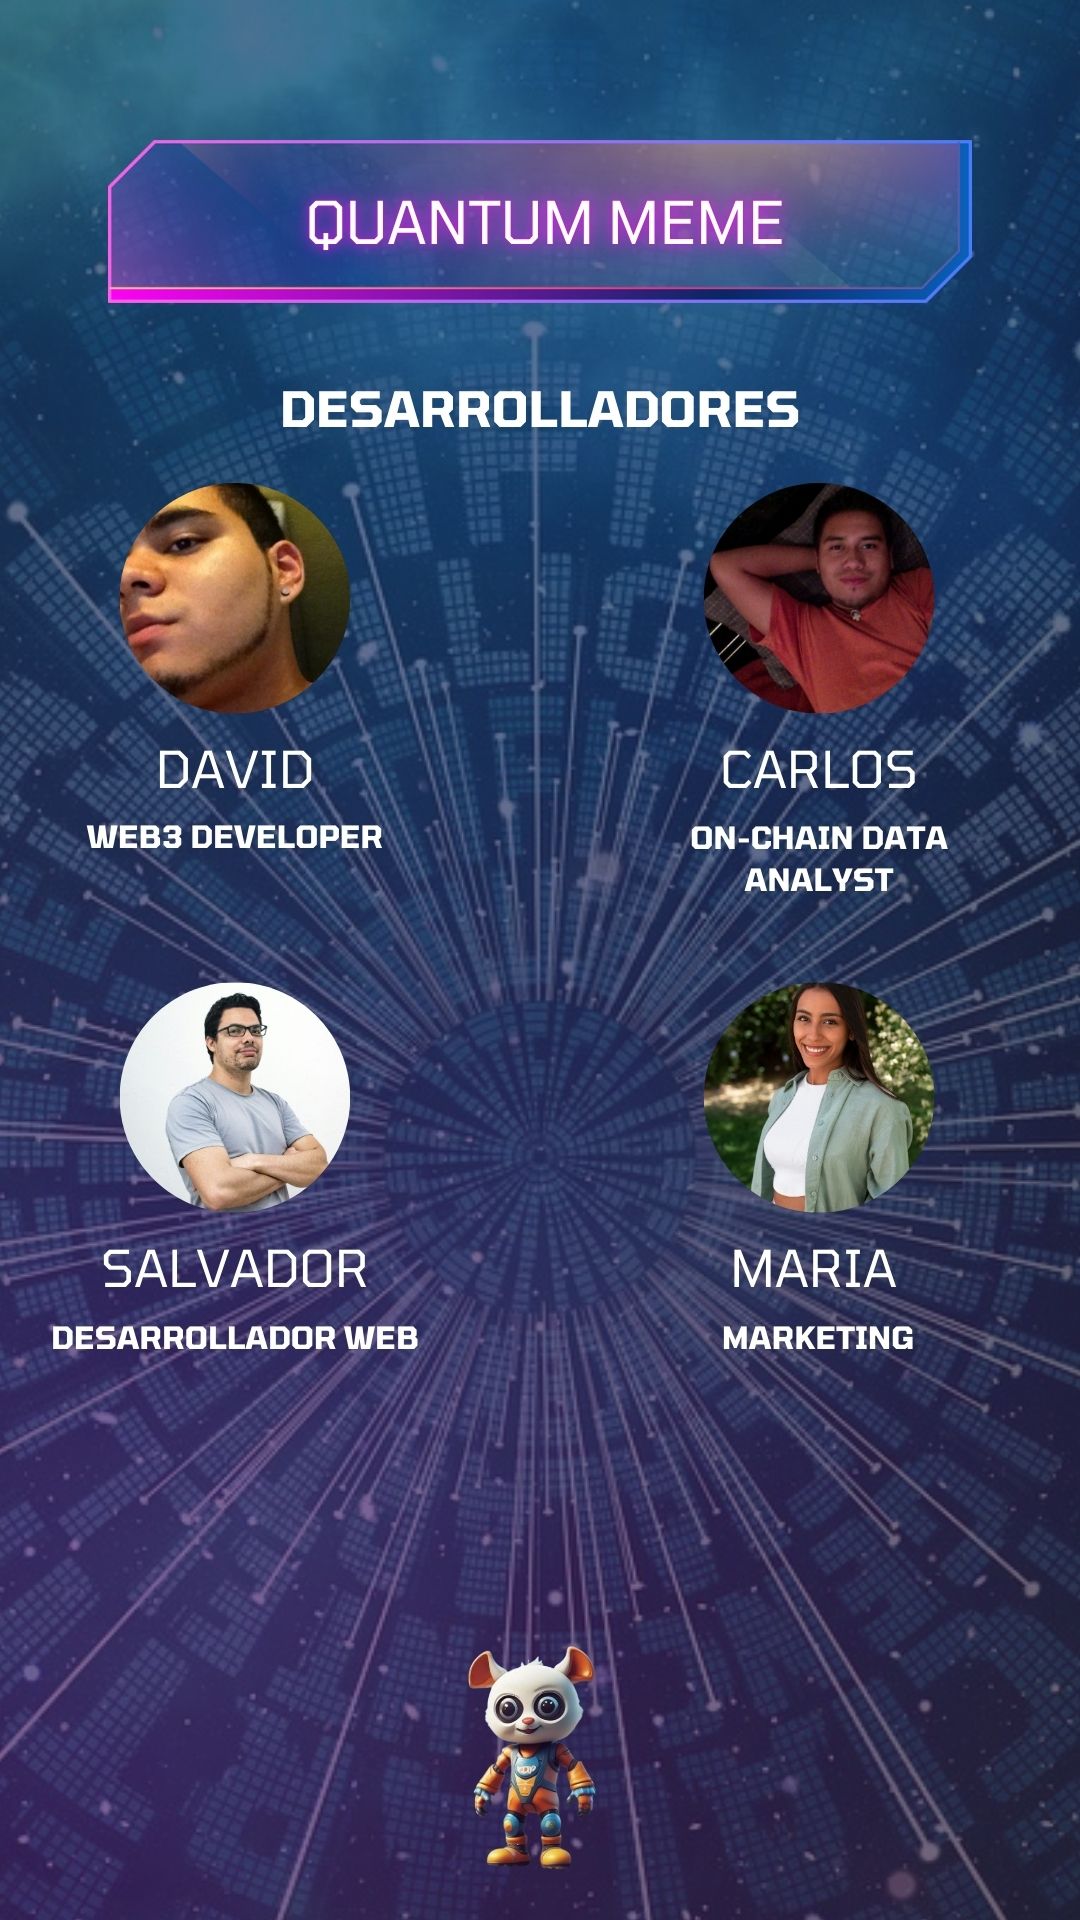 QUANTUM MEME
DESARROLLADORES
DAVID
WEB3 DEVELOPER
CARLOS
ON-CHAIN DATA
ANALYST
SALVADOR
DESARROLLADOR WEB
MARIA
MARKETING